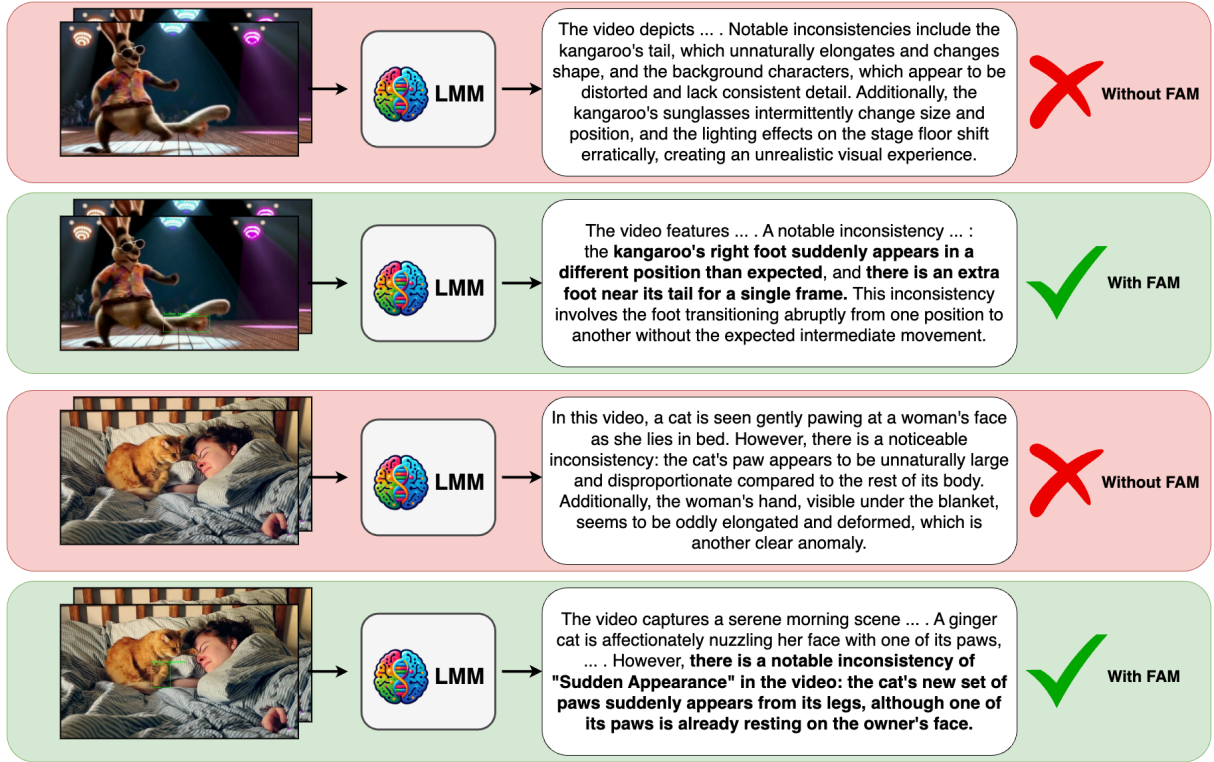 LMM
The video depicts ... . Notable inconsistencies include the
kangaroo's tail, which unnaturally elongates and changes
shape, and the background characters, which appear to be
distorted and lack consistent detail. Additionally, the
kangaroo's sunglasses intermittently change size and
position, and the lighting effects on the stage floor shift
erratically, creating an unrealistic visual experience.
Without FAM
LMM
The video features ... . A notable inconsistency ... :
the kangaroo's right foot suddenly appears in a
different position than expected, and there is an extra
foot near its tail for a single frame. This inconsistency
involves the foot transitioning abruptly from one position to
another without the expected intermediate movement.
With FAM
LMM
In this video, a cat is seen gently pawing at a woman's face
as she lies in bed. However, there is a noticeable
inconsistency: the cat's paw appears to be unnaturally large
and disproportionate compared to the rest of its body.
Additionally, the woman's hand, visible under the blanket,
seems to be oddly elongated and deformed, which is
another clear anomaly.
Without FAM
LMM
The video captures a serene morning scene ... . A ginger
cat is affectionately nuzzling her face with one of its paws,
... . However, there is a notable inconsistency of
"Sudden Appearance" in the video: the cat's new set of
paws suddenly appears from its legs, although one of
its paws is already resting on the owner's face.
With FAM